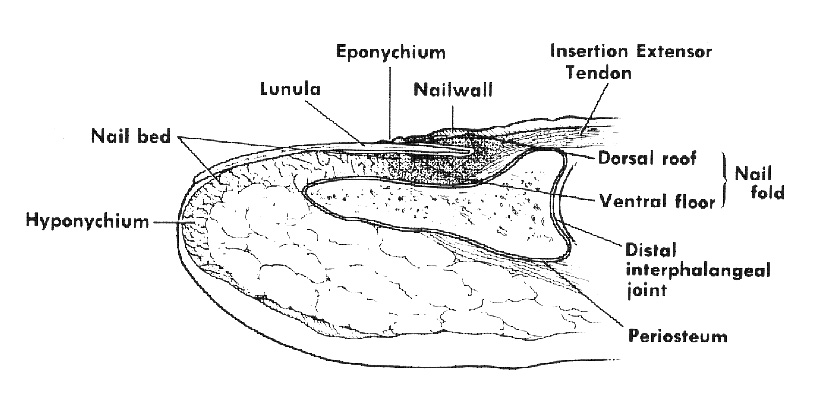 Eponychium
Insertion Extensor
Tendon
Lunula
Nailwall
Nail bed
Dorsal roof
Nail
fold
Ventral floor
Hyponychium
Distal
interphalangeal
joint
Periosteum